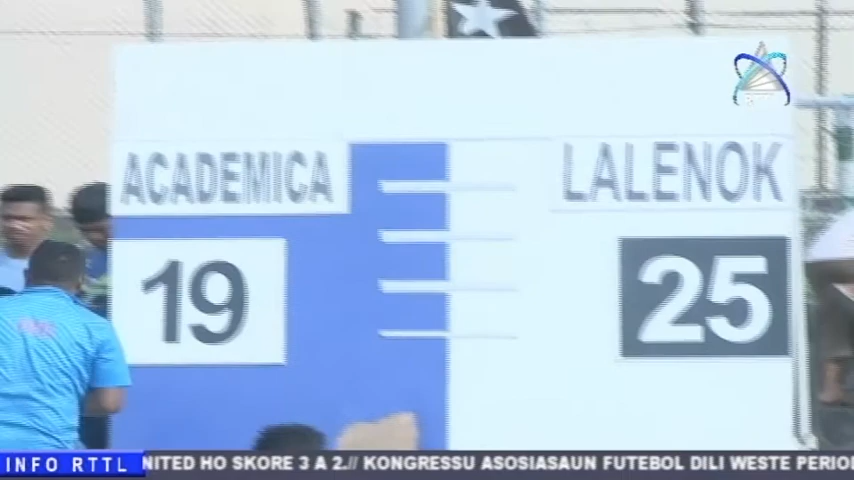 ACADEMICA
LALENOK
19
25
INFO RTTL
NITED HO SKORE 3 A 2.// KONGRESSU ASOSIASAUN FUTEBOL DILI WESTE PERIO